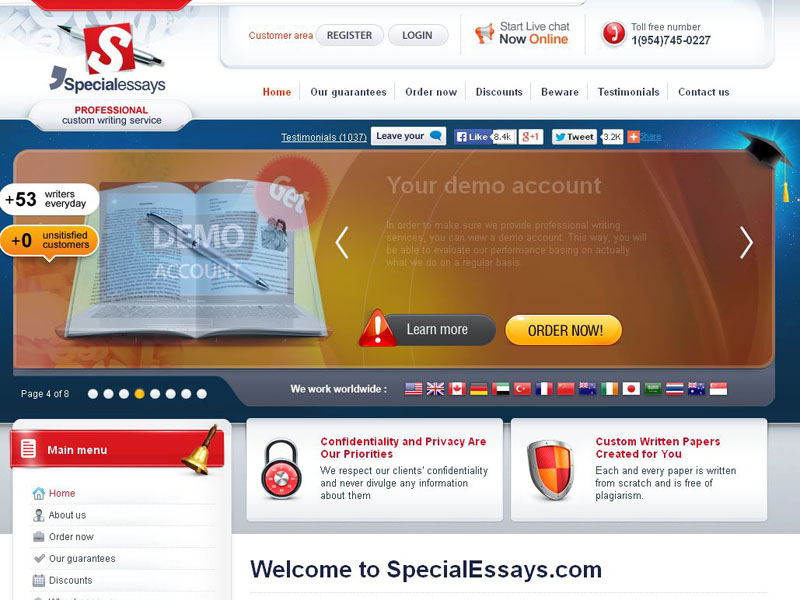 Customer area REGISTER LOGIN
Start Live chat
Now Online
Toll free number
1(954)745-0227
S
Specialessays
PROFESSIONAL
custom writing service
Home Our guarantees Order now Discounts Beware Testimonials Contact us
Testimonials (1037) Leave your Like 8.4k +1 Tweet 3.2K Share
+53 writers
everyday
+0 unsitisfied
customers
Get
DEMO
ACCOUNT
Your demo account
In order to make sure we provide professional writing
services, you can view a demo account. This way, you will
be able to evaluate our performance basing on actually
what we do on a regular basis.
Learn more ORDER NOW!
Page 4 of 8
We work worldwide :
Main menu
Home
About us
Order now
Our guarantees
Discounts
Confidentiality and Privacy Are
Our Priorities
We respect our clients' confidentiality
and never divulge any information
about them
Custom Written Papers
Created for You
Each and every paper is written
from scratch and is free of
plagiarism.
Welcome to SpecialEssays.com